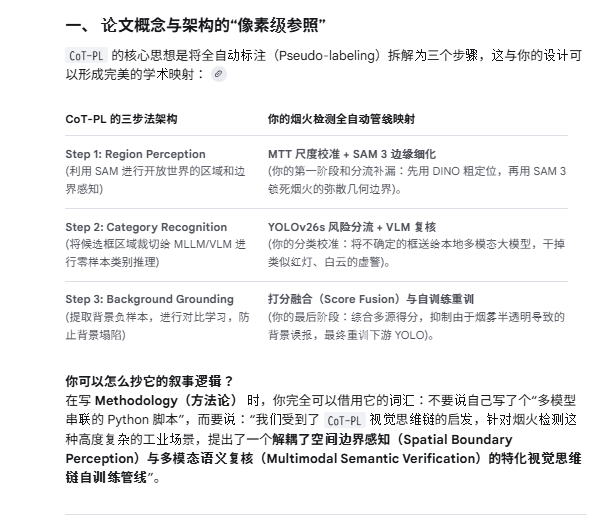 一、 论文概念与架构的“像素级参照”
CoT-PL 的核心思想是将全自动标注（Pseudo-labeling）拆解为三个步骤，这与你的设计可
以形成完美的学术映射：
CoT-PL 的三步法架构
你的烟火检测全自动管线映射
Step 1: Region Perception
(利用 SAM 进行开放世界的区域和边
界感知)
MTT 尺度校准 + SAM 3 边缘细化
(你的第一阶段和分流补漏：先用 DINO 粗定位，再用 SAM 3
锁死烟火的弥散几何边界)。
Step 2: Category Recognition
(将候选框区域裁切给 MLLM/VLM 进
行零样本类别推理)
YOLOv26s 风险分流 + VLM 复核
(你的分类校准：将不确定的框送给本地多模态大模型，干掉
类似红灯、白云的虚警)。
Step 3: Background Grounding
(提取背景负样本，进行对比学习，防
止背景塌陷)
打分融合（Score Fusion）与自训练重训
(你的最后阶段：综合多源得分，抑制由于烟雾半透明导致的
背景误报，最终重训下游 YOLO)。
你可以怎么抄它的叙事逻辑？
在写 Methodology（方法论） 时，你完全可以借用它的词汇：不要说自己写了个“多模型
串联的 Python 脚本”，而要说：“我们受到了 CoT-PL 视觉思维链的启发，针对烟火检测这
种高度复杂的工业场景，提出了一个解耦了空间边界感知（Spatial Boundary
Perception）与多模态语义复核（Multimodal Semantic Verification）的特化视觉思维
链自训练管线”。